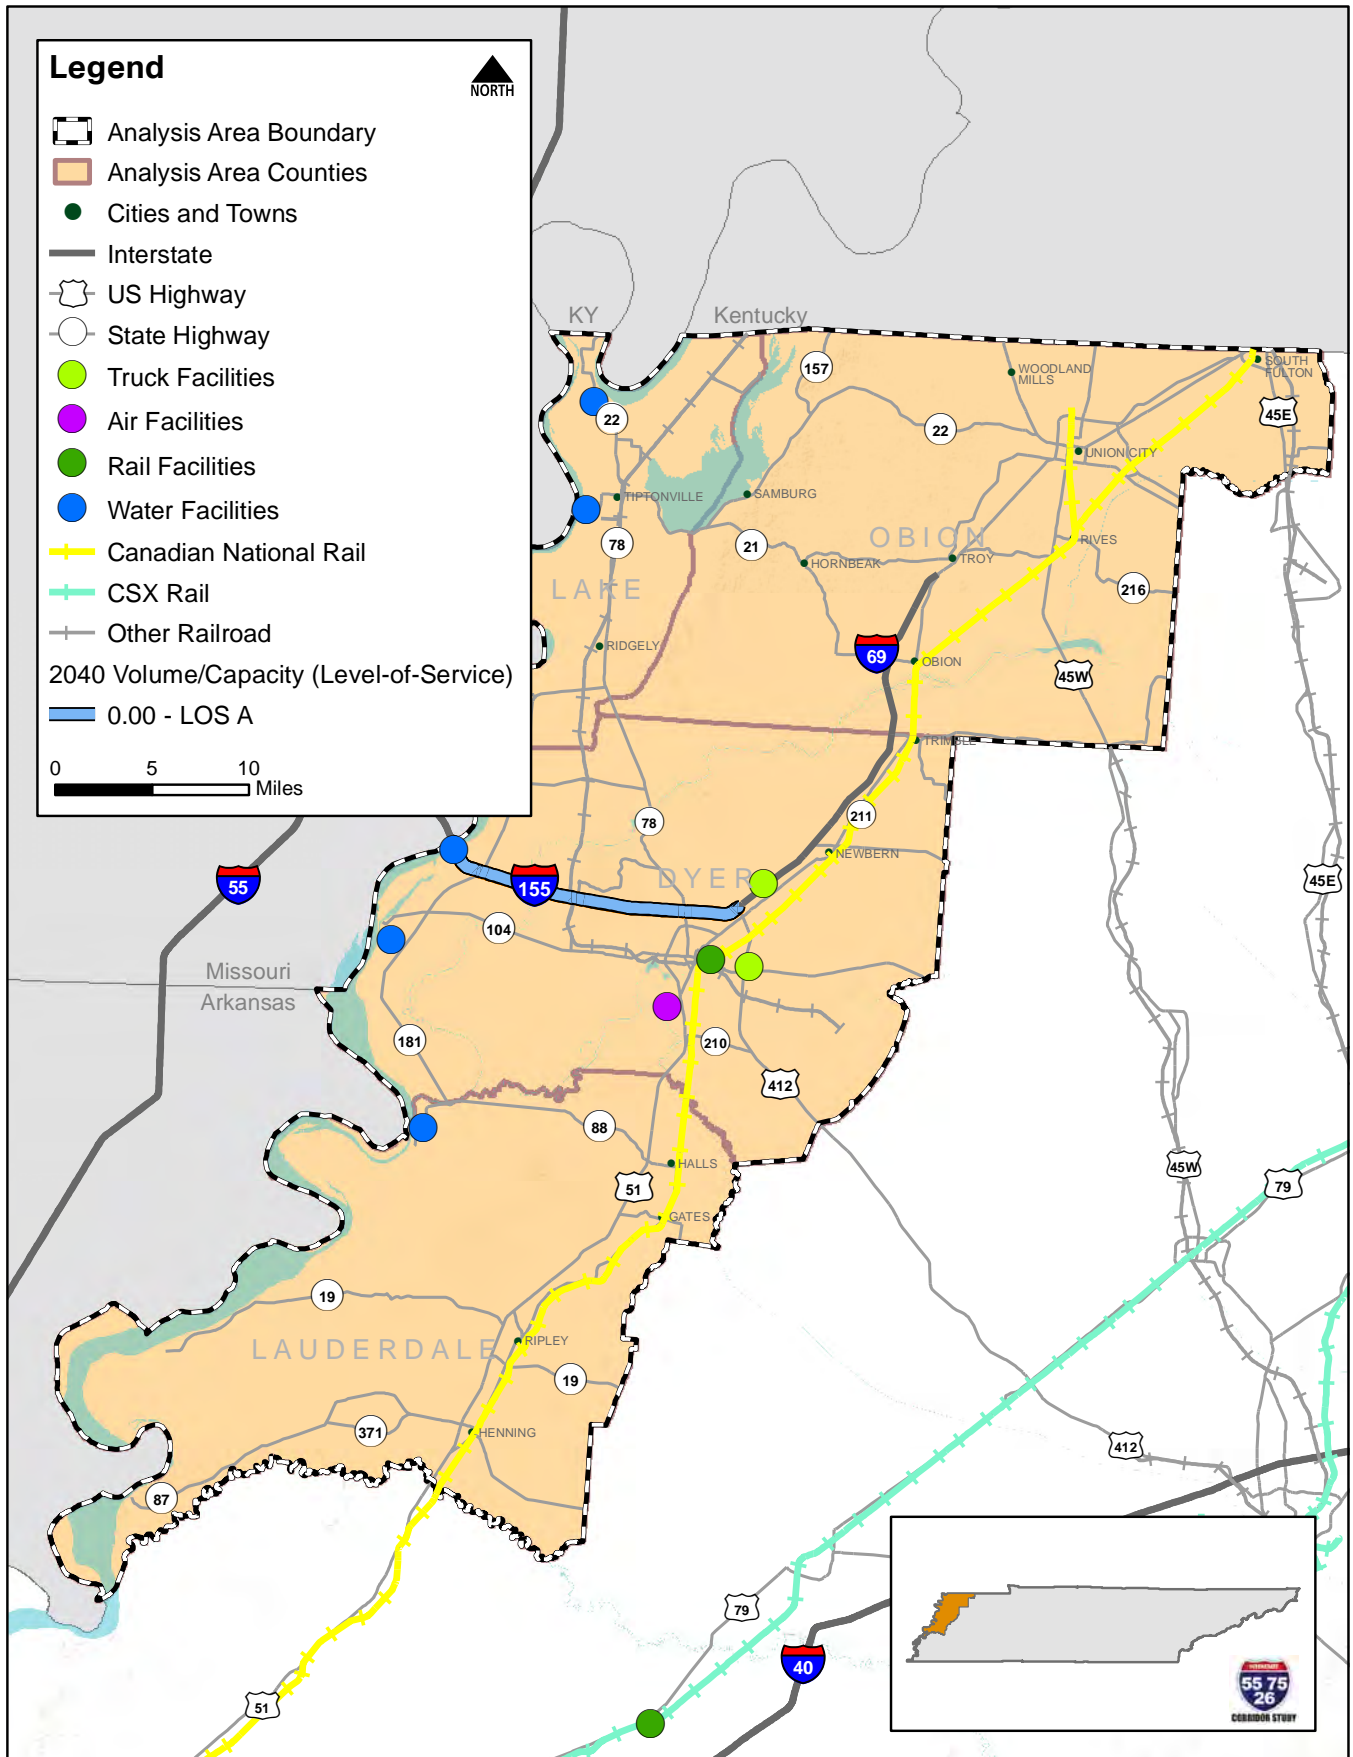 Legend
NORTH
Analysis Area Boundary
Analysis Area Counties
Cities and Towns
Interstate
US Highway
State Highway
Truck Facilities
Air Facilities
Rail Facilities
Water Facilities
Canadian National Rail
CSX Rail
Other Railroad
2040 Volume/Capacity (Level-of-Service)
0.00 - LOS A
0 5 10
Miles
KY
Kentucky
157
WOODLAND
MILLS
SOUTH
FULTON
45E
22
22
UNION CITY
TIPTONVILLE
SAMBURG
78
21
OBION
RIVES
HORNBEAK
TROY
LAKE
216
RIDGELY
69
OBION
45W
TRIMBLE
78
211
NEWBERN
55
155
DYER
45E
104
Missouri
Arkansas
181
210
412
88
HALLS
45W
79
51
GATES
19
LAUDERDALE
RIPLEY
19
371
HENNING
412
87
79
40
51
55 75
26
CORRIDOR STUDY